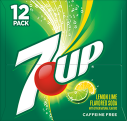 12
PACK
7UP
LEMON LIME
FLAVORED SODA
CAFFEINE FREE